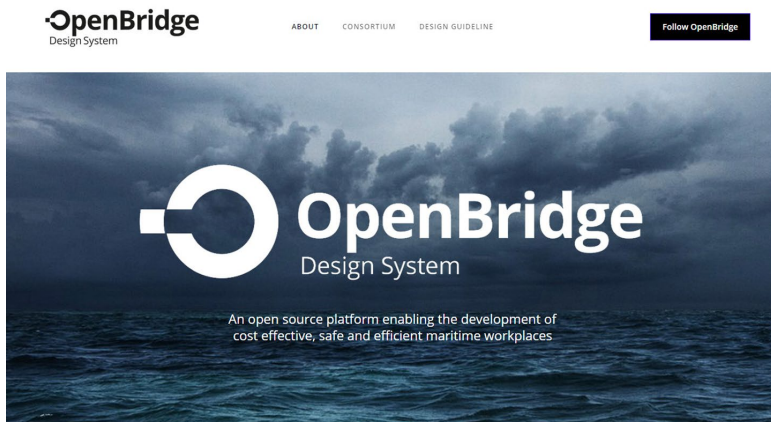 OpenBridge
Design System
ABOUT
CONSORTIUM
DESIGN GUIDELINE
Follow OpenBridge
OpenBridge
Design System
An open source platform enabling the development of
cost effective, safe and efficient maritime workplaces